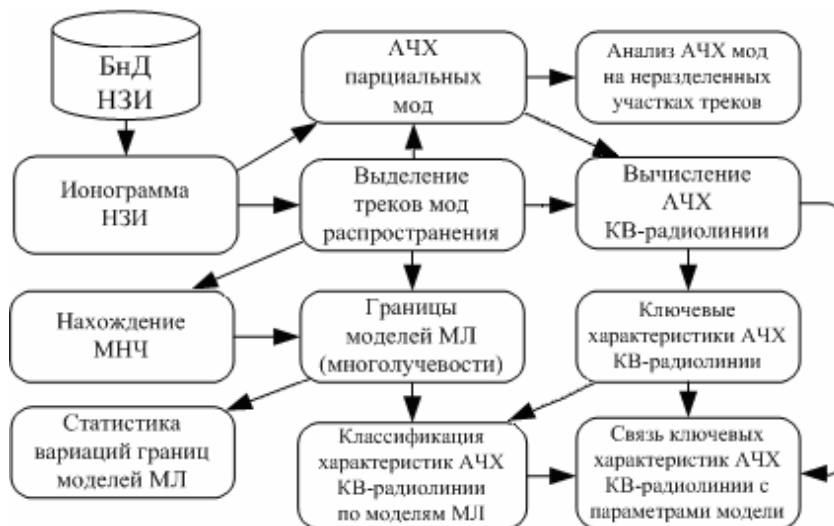 БнД
НЗИ
АЧХ
парциальных
мод
Анализ АЧХ мод
на неразделенных
участках треков
Ионограмма
НЗИ
Выделение
треков мод
распространения
Вычисление
АЧХ
КВ-радиолинии
Нахождение
МНЧ
Границы
моделей МЛ
(многолучевости)
Ключевые
характеристики АЧХ
КВ-радиолинии
Статистика
вариаций границ
моделей МЛ
Классификация
характеристик АЧХ
КВ-радиолинии
по моделям МЛ
Связь ключевых
характеристик АЧХ
КВ-радиолинии с
параметрами модели